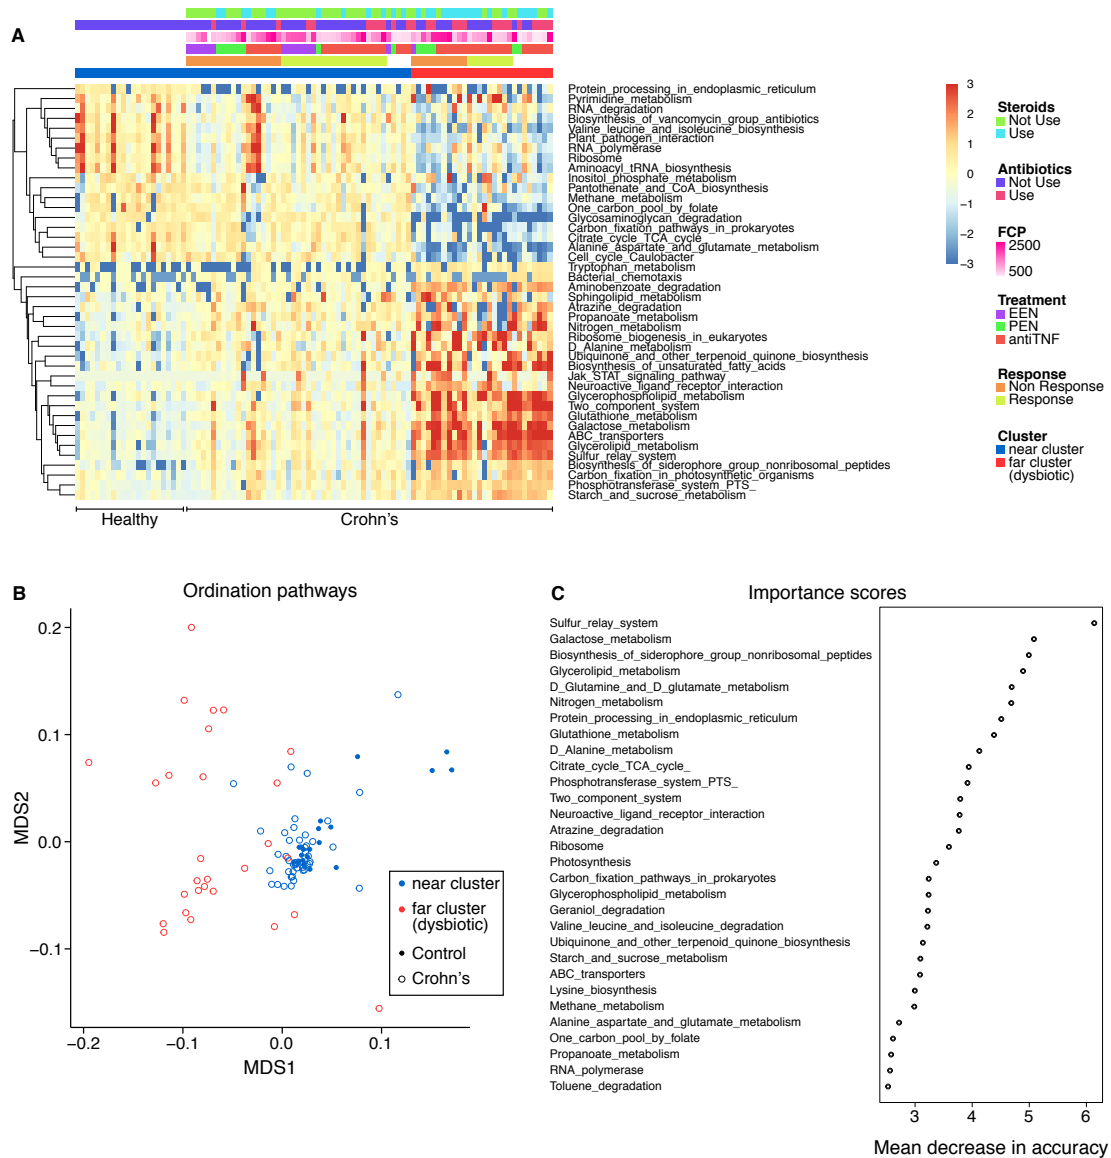 A
Protein_processing_in_endoplasmic_reticulum
Pyrimidine_metabolism
RNA_degradation
Biosynthesis_of_vancomycin_group_antibiotics
Valine_leucine_and_isoleucine_biosynthesis
Plant_pathogen_interaction
RNA_polymerase
Ribosome
Aminoacyl_tRNA_biosynthesis
Inositol_phosphate_metabolism
Pantothenate_and_CoA_biosynthesis
Methane_metabolism
One_carbon_pool_by_folate
Glycosaminoglycan_degradation
Carbon_fixation_pathways_in_prokaryotes
Citrate_cycle_TCA_cycle_
Alanine_aspartate_and_glutamate_metabolism
Cell_cycle_Caulobacter
Tryptophan_metabolism
Bacterial_chemotaxis
Aminobenzoate_degradation
Sphingolipid_metabolism
Atrazine_degradation
Propanoate_metabolism
Nitrogen_metabolism
Ribosome_biogenesis_in_eukaryotes
D_Alanine_metabolism
Ubiquinone_and_other_terpenoid_quinone_biosynthesis
Biosynthesis_of_unsaturated_fatty_acids
Jak_STAT_signaling_pathway
Neuroactive_ligand_receptor_interaction
Glycerophospholipid_metabolism
Two_component_system
Glutathione_metabolism
Galactose_metabolism
ABC_transporters
Glycerolipid_metabolism
Sulfur_relay_system
Biosynthesis_of_siderophore_group_nonribosomal_peptides
Carbon_fixation_in_photosynthetic_organisms
Phosphotransferase_system_PTS_
Starch_and_sucrose_metabolism
3
2
1
0
−1
−2
−3
Steroids
Not Use
Use
Antibiotics
Not Use
Use
FCP
2500
500
Treatment
EEN
PEN
antiTNF
Response
Non Response
Response
Cluster
near cluster
far cluster
(dysbiotic)
Healthy
Crohn's
B
Ordination pathways
MDS2
0.2
0.1
0.0
−0.1
−0.2
−0.1
0.0
0.1
MDS1
near cluster
far cluster
(dysbiotic)
Control
Crohn's
C
Importance scores
Sulfur_relay_system
Galactose_metabolism
Biosynthesis_of_siderophore_group_nonribosomal_peptides
Glycerolipid_metabolism
D_Glutamine_and_D_glutamate_metabolism
Nitrogen_metabolism
Protein_processing_in_endoplasmic_reticulum
Glutathione_metabolism
D_Alanine_metabolism
Citrate_cycle_TCA_cycle_
Phosphotransferase_system_PTS_
Two_component_system
Neuroactive_ligand_receptor_interaction
Atrazine_degradation
Ribosome
Photosynthesis
Carbon_fixation_pathways_in_prokaryotes
Glycerophospholipid_metabolism
Geraniol_degradation
Valine_leucine_and_isoleucine_degradation
Ubiquinone_and_other_terpenoid_quinone_biosynthesis
Starch_and_sucrose_metabolism
ABC_transporters
Lysine_biosynthesis
Methane_metabolism
Alanine_aspartate_and_glutamate_metabolism
One_carbon_pool_by_folate
Propanoate_metabolism
RNA_polymerase
Toluene_degradation
3
4
5
6
Mean decrease in accuracy